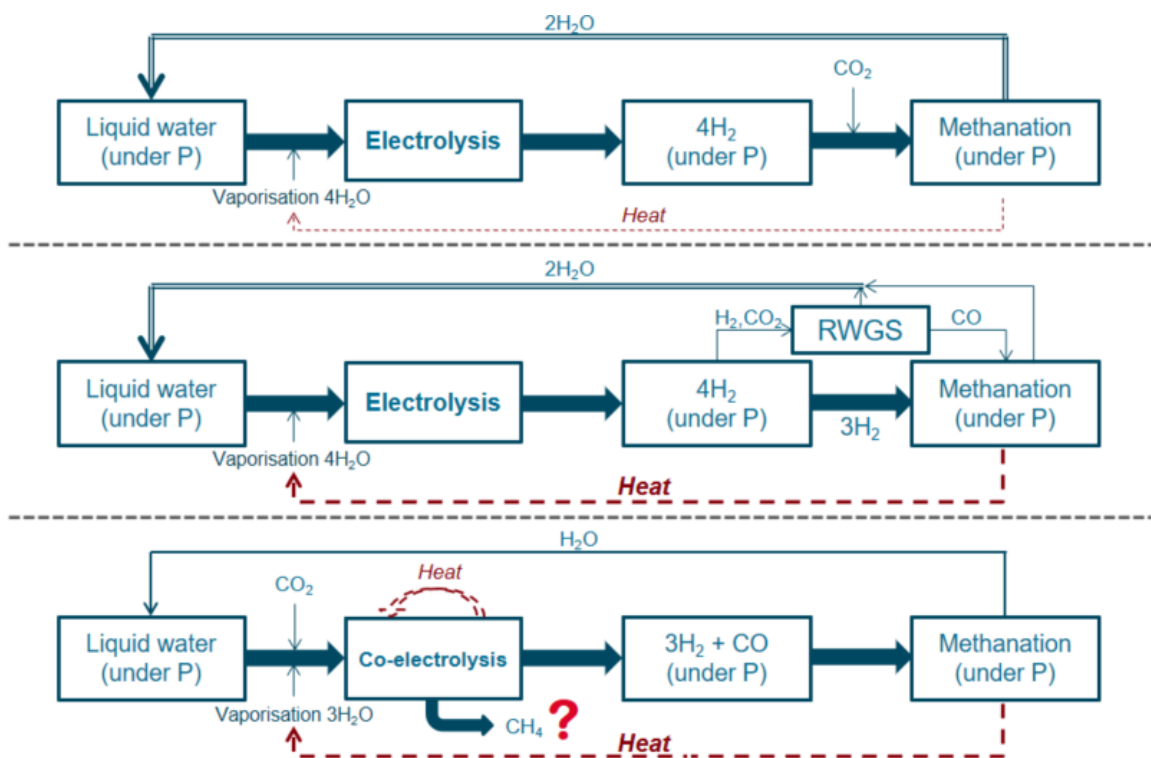 2H₂O
CO₂
Liquid water
(under P)
Electrolysis
4H₂
(under P)
Methanation
(under P)
Vaporisation 4H₂O
Heat
2H₂O
H₂,CO₂
RWGS
CO
Liquid water
(under P)
Electrolysis
4H₂
(under P)
3H₂
Methanation
(under P)
Vaporisation 4H₂O
Heat
H₂O
CO₂
Heat
Liquid water
(under P)
Co-electrolysis
3H₂ + CO
(under P)
Methanation
(under P)
Vaporisation 3H₂O
CH₄ ?
Heat